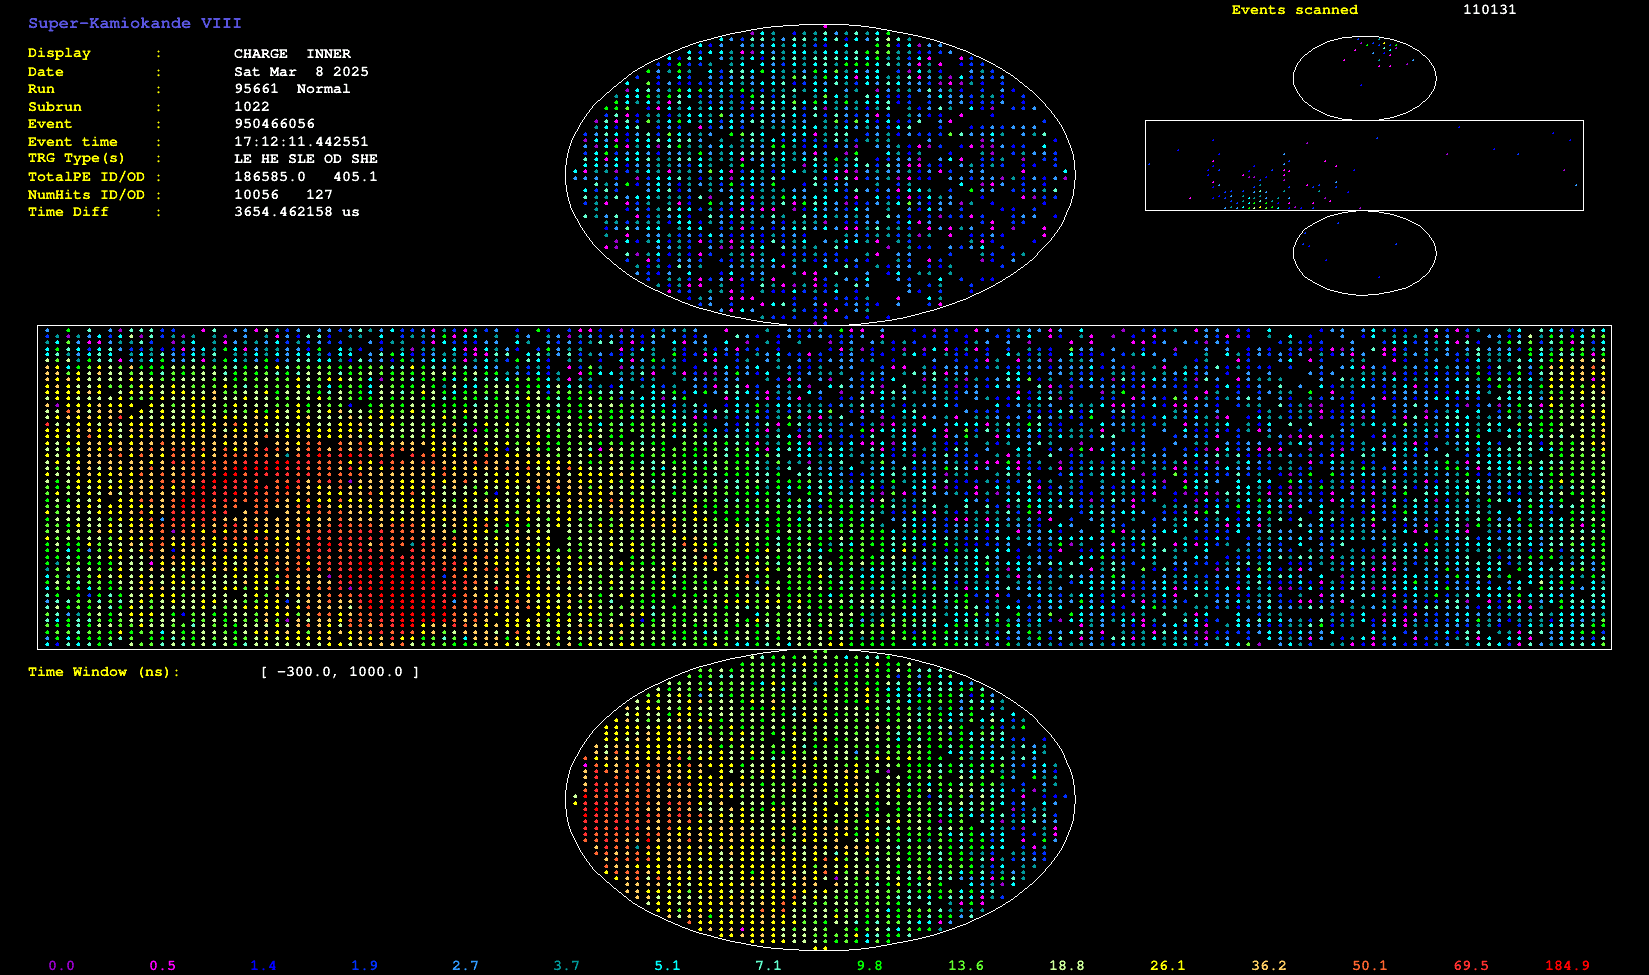 Super-Kamiokande VIII
Events scanned 110131
Display : CHARGE INNER
Date : Sat Mar 8 2025
Run : 95661 Normal
Subrun : 1022
Event : 950466056
Event time : 17:12:11.442551
TRG Type(s) : LE HE SLE OD SHE
TotalPE ID/OD : 186585.0 405.1
NumHits ID/OD : 10056 127
Time Diff : 3654.462158 us
Time Window (ns): [ -300.0, 1000.0 ]
0.0 0.5 1.4 1.9 2.7 3.7 5.1 7.1 9.8 13.6 18.8 26.1 36.2 50.1 69.5 184.9